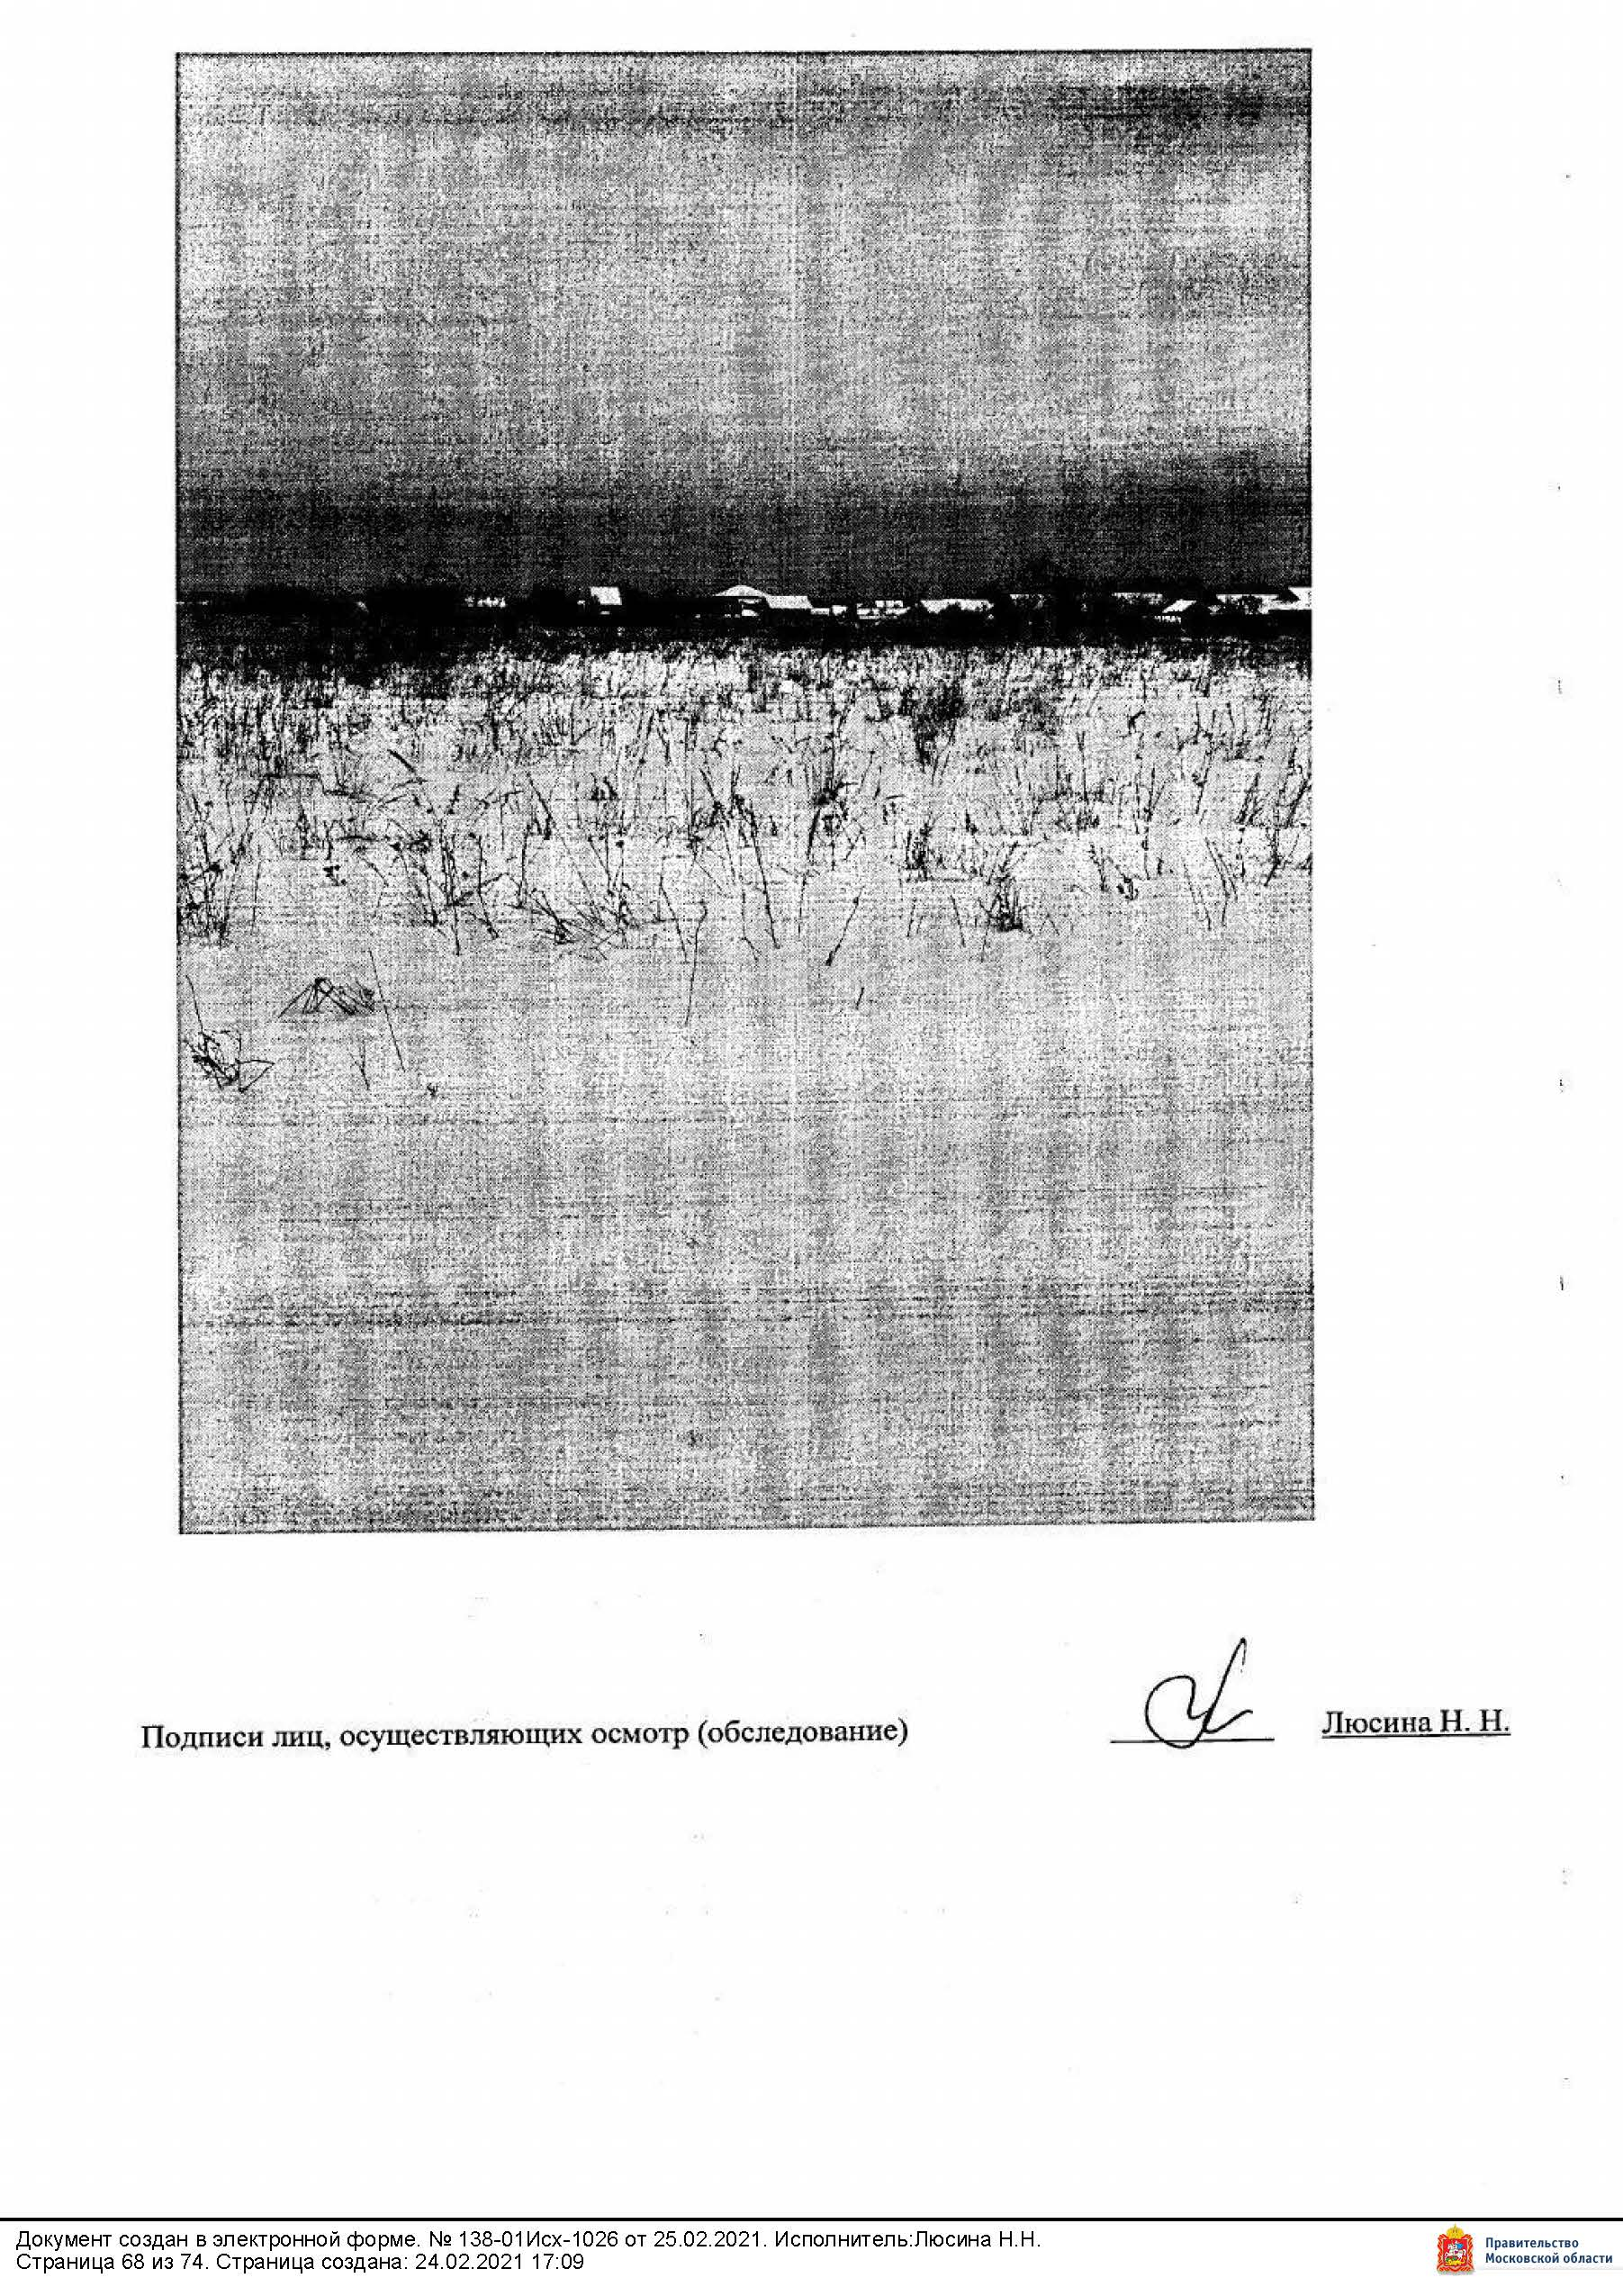 Подписи лиц, осуществляющих осмотр (обследование) Люсина Н. Н.
Документ создан в электронной форме. № 138-01Исх-1026 от 25.02.2021. Исполнитель:Люсина Н.Н.
Страница 68 из 74. Страница создана: 24.02.2021 17:09
Правительство
Московской области